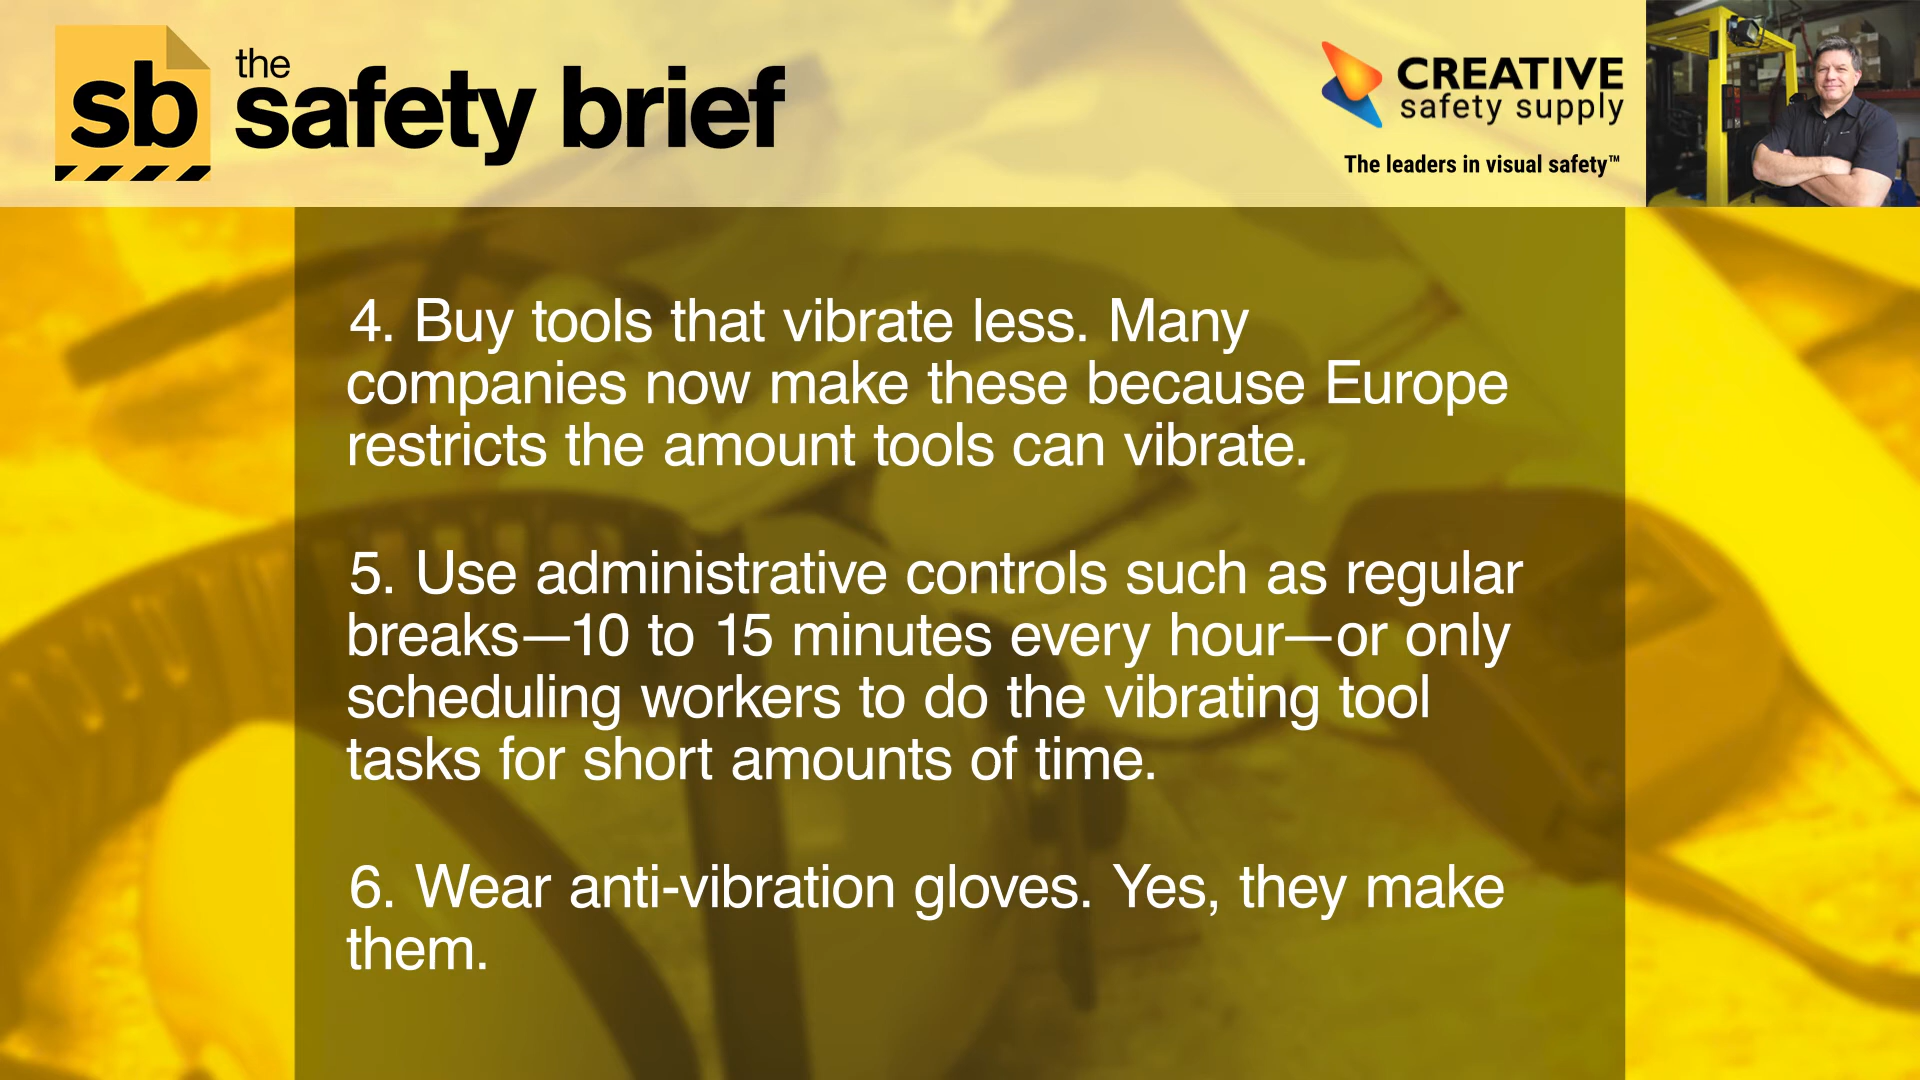 sb
the
safety brief
CREATIVE
safety supply
The leaders in visual safety™
4. Buy tools that vibrate less. Many
companies now make these because Europe
restricts the amount tools can vibrate.
5. Use administrative controls such as regular
breaks—10 to 15 minutes every hour—or only
scheduling workers to do the vibrating tool
tasks for short amounts of time.
6. Wear anti-vibration gloves. Yes, they make
them.